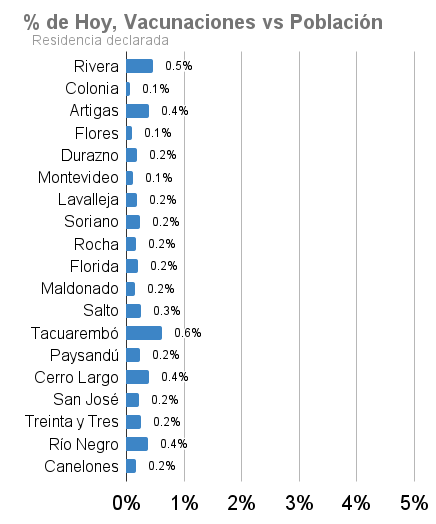 % de Hoy, Vacunaciones vs Población
Residencia declarada
Rivera 0.5%
Colonia 0.1%
Artigas 0.4%
Flores 0.1%
Durazno 0.2%
Montevideo 0.1%
Lavalleja 0.2%
Soriano 0.2%
Rocha 0.2%
Florida 0.2%
Maldonado 0.2%
Salto 0.3%
Tacuarembó 0.6%
Paysandú 0.2%
Cerro Largo 0.4%
San José 0.2%
Treinta y Tres 0.2%
Río Negro 0.4%
Canelones 0.2%
0% 1% 2% 3% 4% 5%